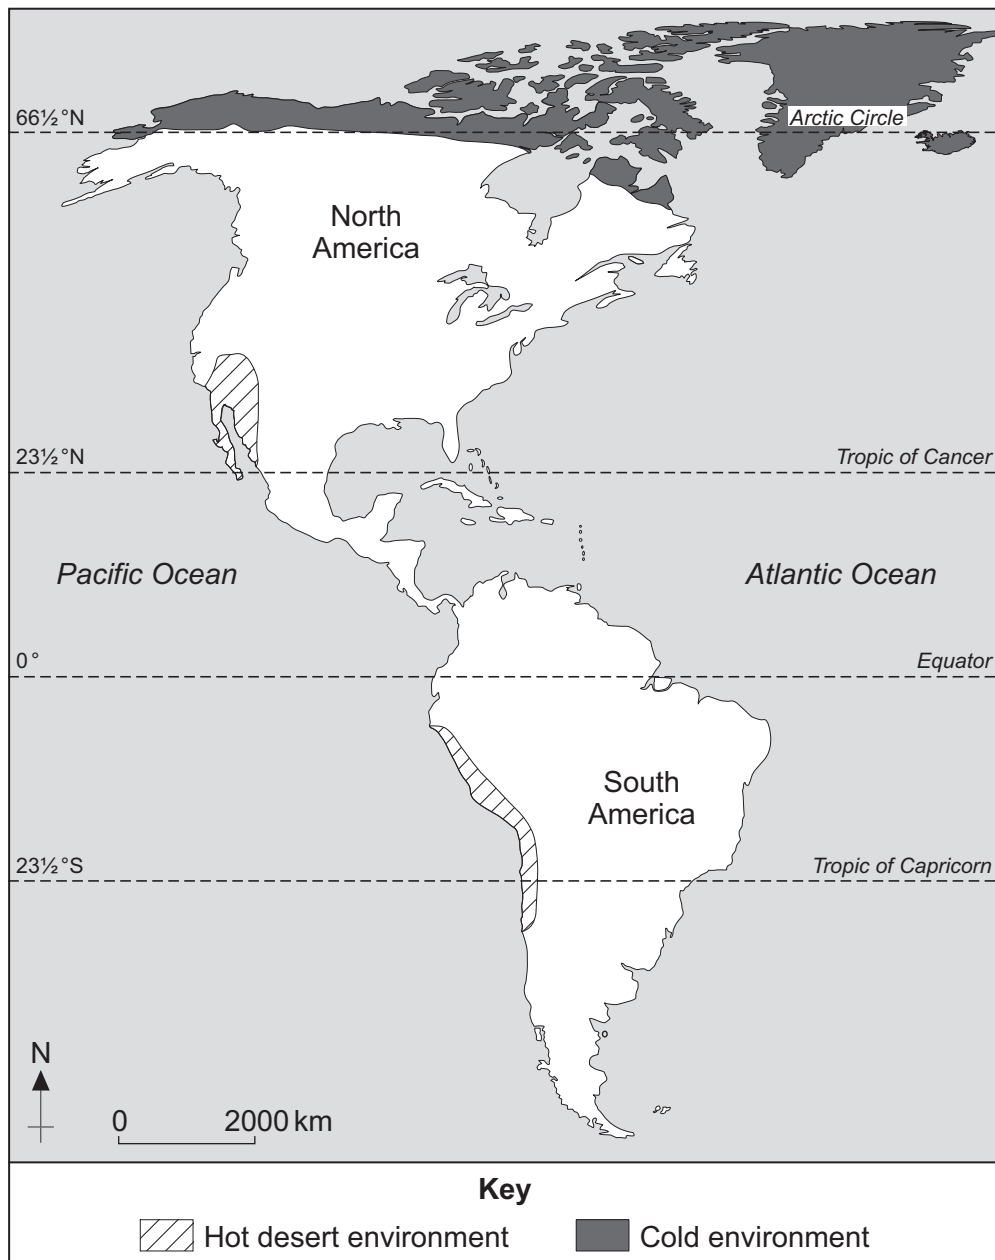 66½°N
Arctic Circle
North
America
23½°N
Tropic of Cancer
Pacific Ocean
Atlantic Ocean
0°
Equator
South
America
23½°S
Tropic of Capricorn
N
0 2000 km
Key
Hot desert environment
Cold environment